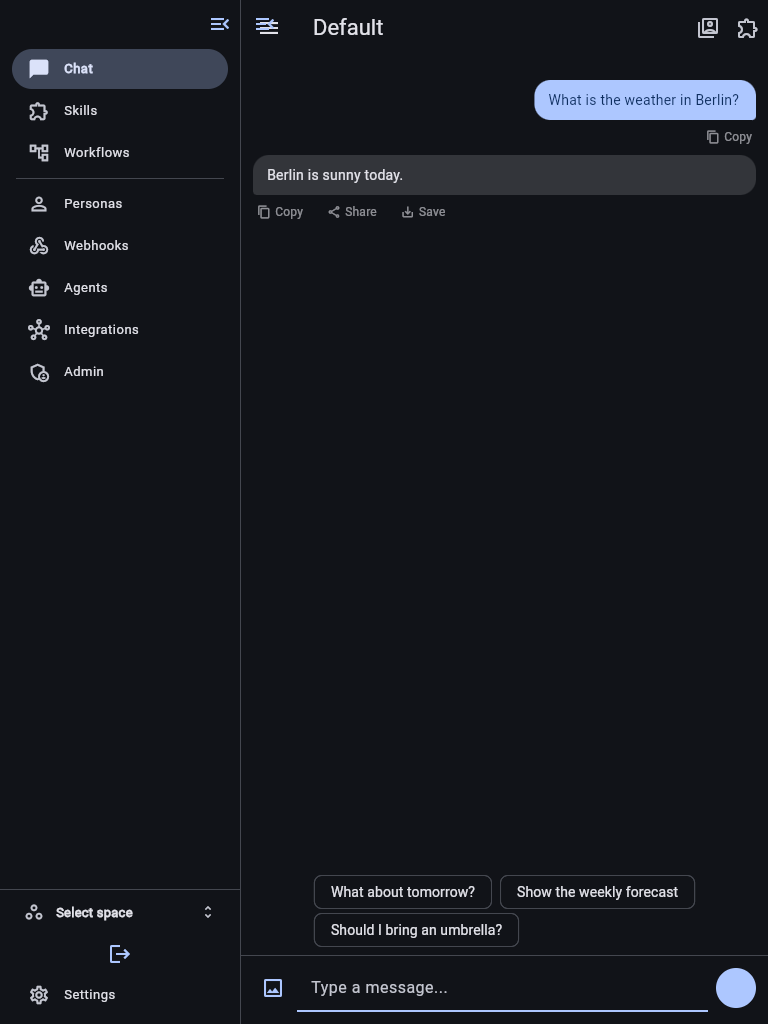 Default
Chat
What is the weather in Berlin?
Skills
Copy
Workflows
Berlin is sunny today.
Personas
Copy
Share
Save
Webhooks
Agents
Integrations
Admin
What about tomorrow?
Show the weekly forecast
Select space
Should I bring an umbrella?
Settings
Type a message...